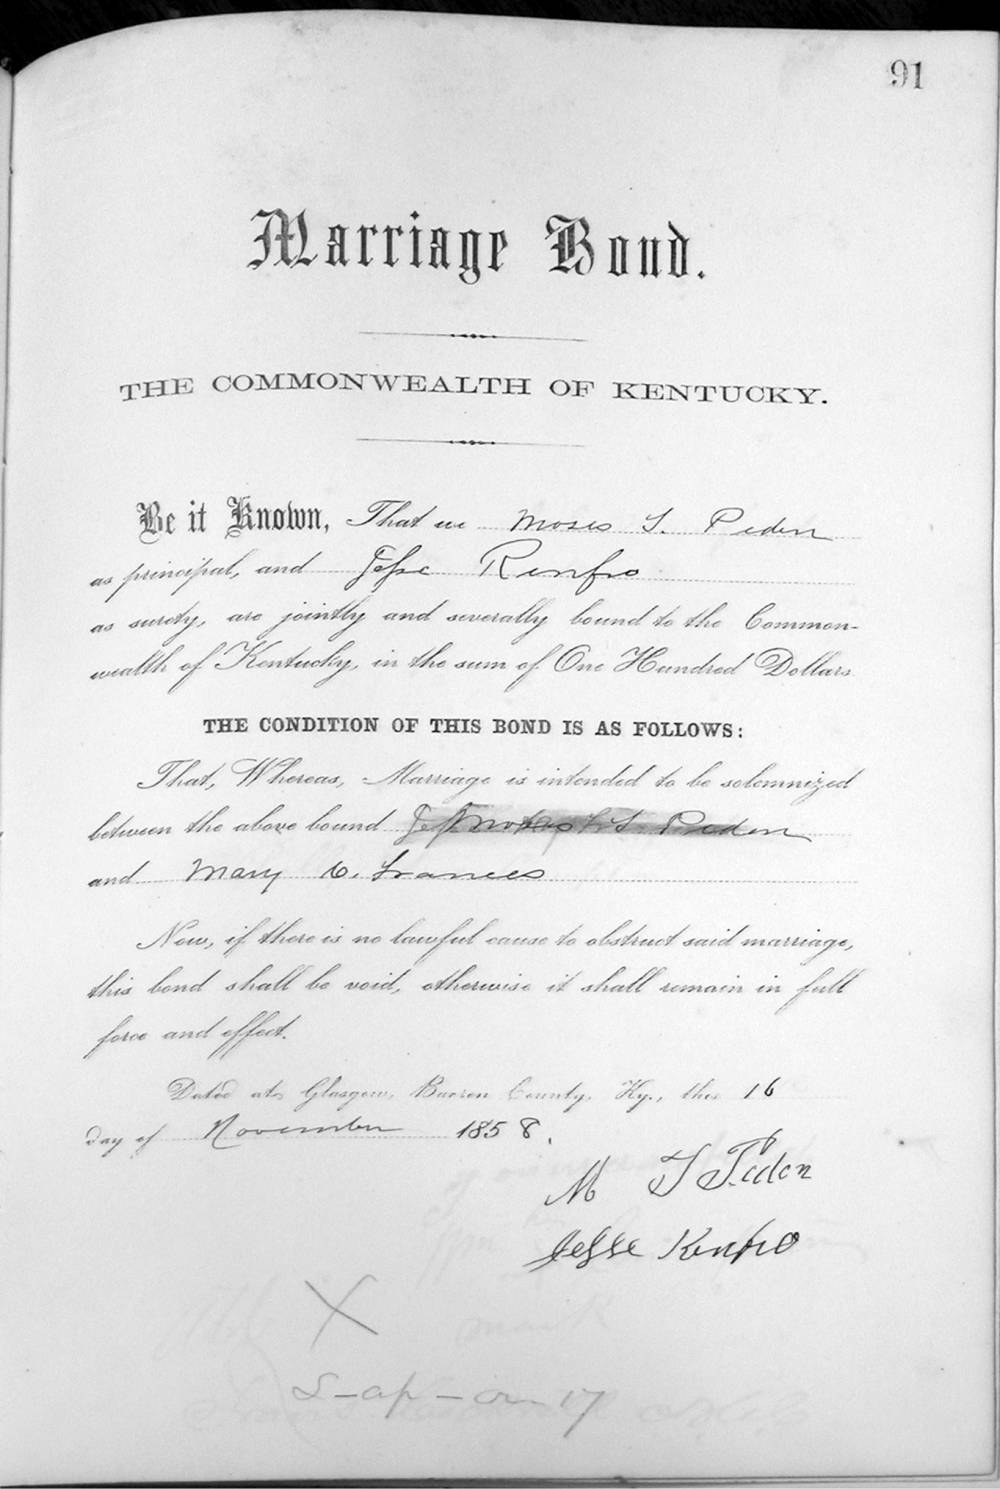 91
Marriage Bond.
THE COMMONWEALTH OF KENTUCKY.
Be it Known, That we Moses S. Peden
as principal, and Jesse Renfro
as surety, are jointly and severally bound to the Common-
wealth of Kentucky, in the sum of One Hundred Dollars.
THE CONDITION OF THIS BOND IS AS FOLLOWS:
That, Whereas, Marriage is intended to be solemnized
between the above bound Moses S. Peden
and Mary C. Frances
Now, if there is no lawful cause to obstruct said marriage,
this bond shall be void, otherwise it shall remain in full
force and effect.
Dated at Glasgow, Barren County, Ky., this 16
day of November 1858.
M S Peden
Jesse Renfro
X